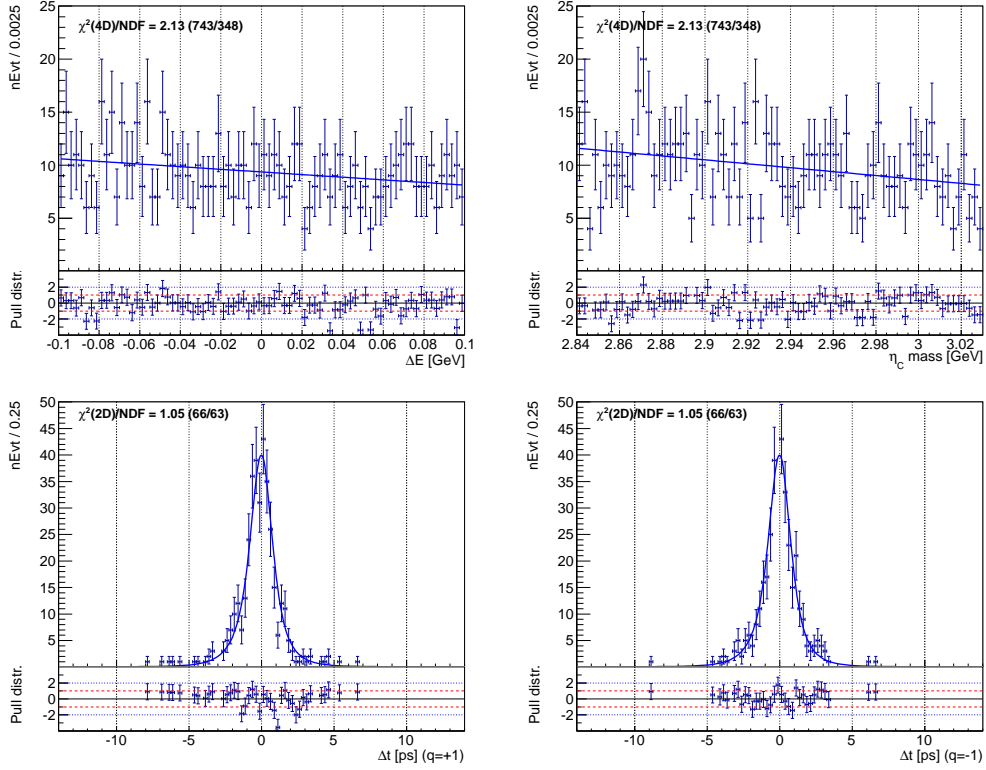 χ²(4D)/NDF = 2.13 (743/348)
nEvt / 0.0025
25
20
15
10
5
Pull distr.
2
0
-2
-0.1 -0.08 -0.06 -0.04 -0.02 0 0.02 0.04 0.06 0.08 0.1
ΔE [GeV]
χ²(4D)/NDF = 2.13 (743/348)
nEvt / 0.0025
25
20
15
10
5
Pull distr.
2
0
-2
2.84 2.86 2.88 2.9 2.92 2.94 2.96 2.98 3 3.02
η_C mass [GeV]
χ²(2D)/NDF = 1.05 (66/63)
nEvt / 0.25
50
45
40
35
30
25
20
15
10
5
Pull distr.
2
0
-2
-10 -5 0 5 10
Δt [ps] (q=+1)
χ²(2D)/NDF = 1.05 (66/63)
nEvt / 0.25
50
45
40
35
30
25
20
15
10
5
Pull distr.
2
0
-2
-10 -5 0 5 10
Δt [ps] (q=-1)